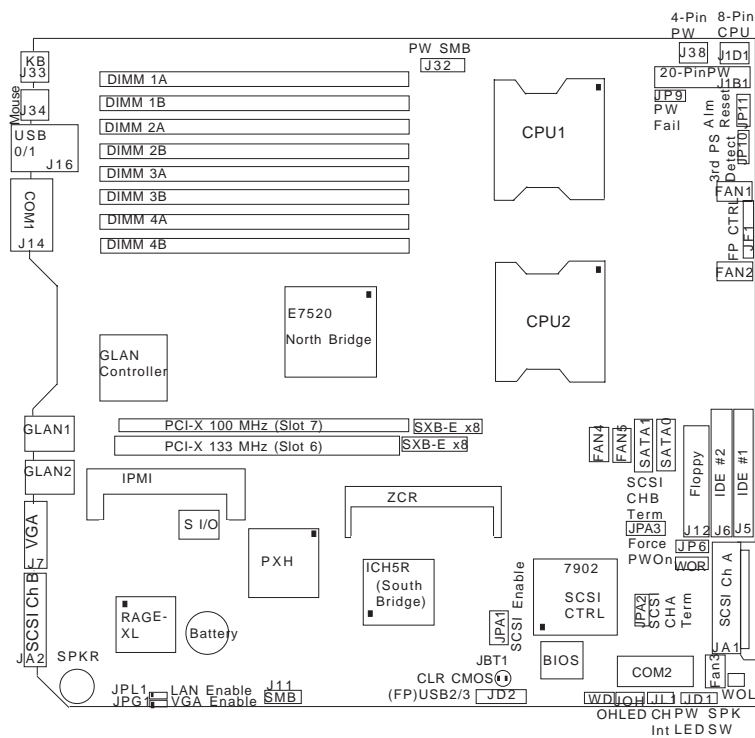 4-Pin PW
8-Pin CPU
PW SMB
J32
J38
J1D1
20-PinPW
J1B1
JP9
PW Fail
3rd PS Alm
Detect Reset
JP10
JP11
KB
J33
Mouse
J34
USB 0/1
J16
COM1
J14
DIMM 1A
DIMM 1B
DIMM 2A
DIMM 2B
DIMM 3A
DIMM 3B
DIMM 4A
DIMM 4B
CPU1
CPU2
FAN1
FP CTRL
JF1
FAN2
E7520
North Bridge
GLAN
Controller
GLAN1
GLAN2
PCI-X 100 MHz (Slot 7)
SXB-E x8
PCI-X 133 MHz (Slot 6)
SXB-E x8
FAN4
FAN5
SATA1
SATA0
Floppy
J12
IDE #2
J6
IDE #1
J5
IPMI
ZCR
SCSI
CHB
Term
JPA3
Force
PWOn
JP6
WOR
VGA
J7
S I/O
PXH
ICH5R
(South
Bridge)
7902
SCSI
CTRL
SCSI Enable
JPA1
JPA2
SCSI
CHA
Term
SCSI Ch A
JA1
SCSI Ch B
JA2
RAGE-
XL
Battery
SPKR
BIOS
COM2
Fan3
WOL
JBT1
CLR CMOS
(FP)USB2/3
JD2
JPL1
LAN Enable
JPG1
VGA Enable
J11
SMB
WD
JOH
JL1
JD1
OHLED
CH
Int
PW
LED
SPK
SW